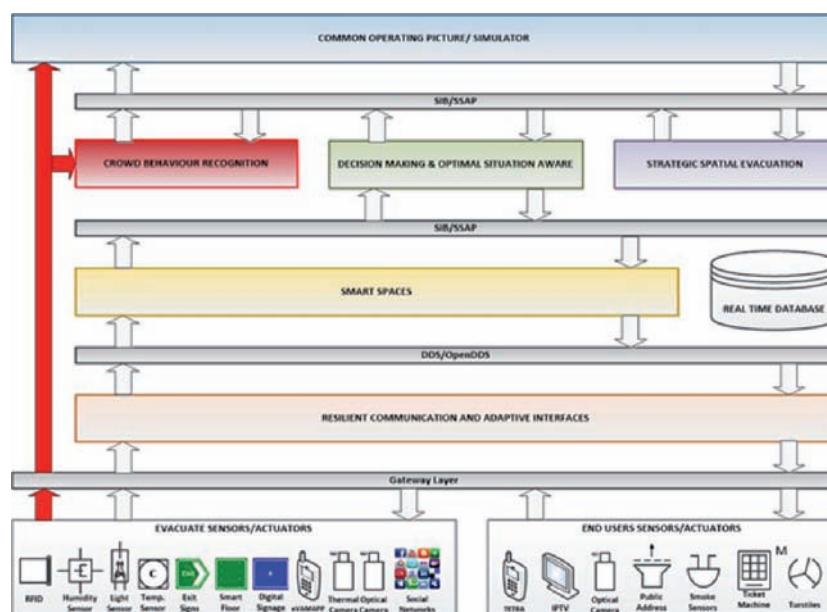 COMMON OPERATING PICTURE/ SIMULATOR
SIB/SSAP
CROWD BEHAVIOUR RECOGNITION
DECISION MAKING & OPTIMAL SITUATION AWARE
STRATEGIC SPATIAL EVACUATION
SIB/SSAP
SMART SPACES
REAL TIME DATABASE
DDS/OpenDDS
RESILIENT COMMUNICATION AND ADAPTIVE INTERFACES
Gateway Layer
EVACUATE SENSORS/ACTUATORS
END USERS SENSORS/ACTUATORS
C
M
RFID
Humidity
Sensor
Light
Sensor
Temp.
Sensor
Exit
Signs
Smart
Floor
Digital
Signage
eVAMAPP
Thermal
Camera
Optical
Camera
Social
Networks
TETRA
IPTV
Optical
Camera
Public
Address
Smoke
Sensors
Ticket
Machine
Turstiles